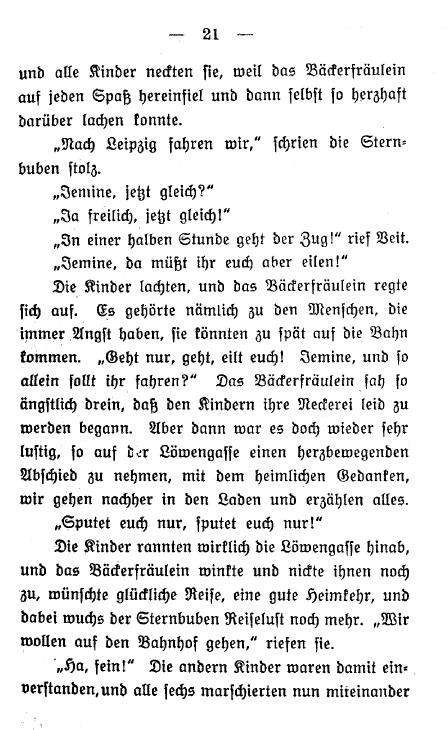 — 21 —
und alle Kinder neckten sie, weil das Bäckerfräulein
auf jeden Spaß hereinfiel und dann selbst so herzhaft
darüber lachen konnte.
„Nach Leipzig fahren wir,“ schrien die Stern-
buben stolz.
„Jemine, jetzt gleich?“
„Ja freilich, jetzt gleich!“
„In einer halben Stunde geht der Zug!“ rief Veit.
„Jemine, da müßt ihr euch aber eilen!“
Die Kinder lachten, und das Bäckerfräulein regte
sich auf. Es gehörte nämlich zu den Menschen, die
immer Angst haben, sie könnten zu spät auf die Bahn
kommen. „Geht nur, geht, eilt euch! Jemine, und so
allein sollt ihr fahren?“ Das Bäckerfräulein sah so
ängstlich drein, daß den Kindern ihre Neckerei leid zu
werden begann. Aber dann war es doch wieder sehr
lustig, so auf der Löwengasse einen herzbewegenden
Abschied zu nehmen, mit dem heimlichen Gedanken,
wir gehen nachher in den Laden und erzählen alles.
„Sputet euch nur, sputet euch nur!“
Die Kinder rannten wirklich die Löwengasse hinab,
und das Bäckerfräulein winkte und nickte ihnen noch
zu, wünschte glückliche Reise, eine gute Heimkehr, und
dabei wuchs der Sternbuben Reiselust noch mehr. „Wir
wollen auf den Bahnhof gehen,“ riefen sie.
„Ha, fein!“ Die andern Kinder waren damit ein-
verstanden, und alle sechs marschierten nun miteinander